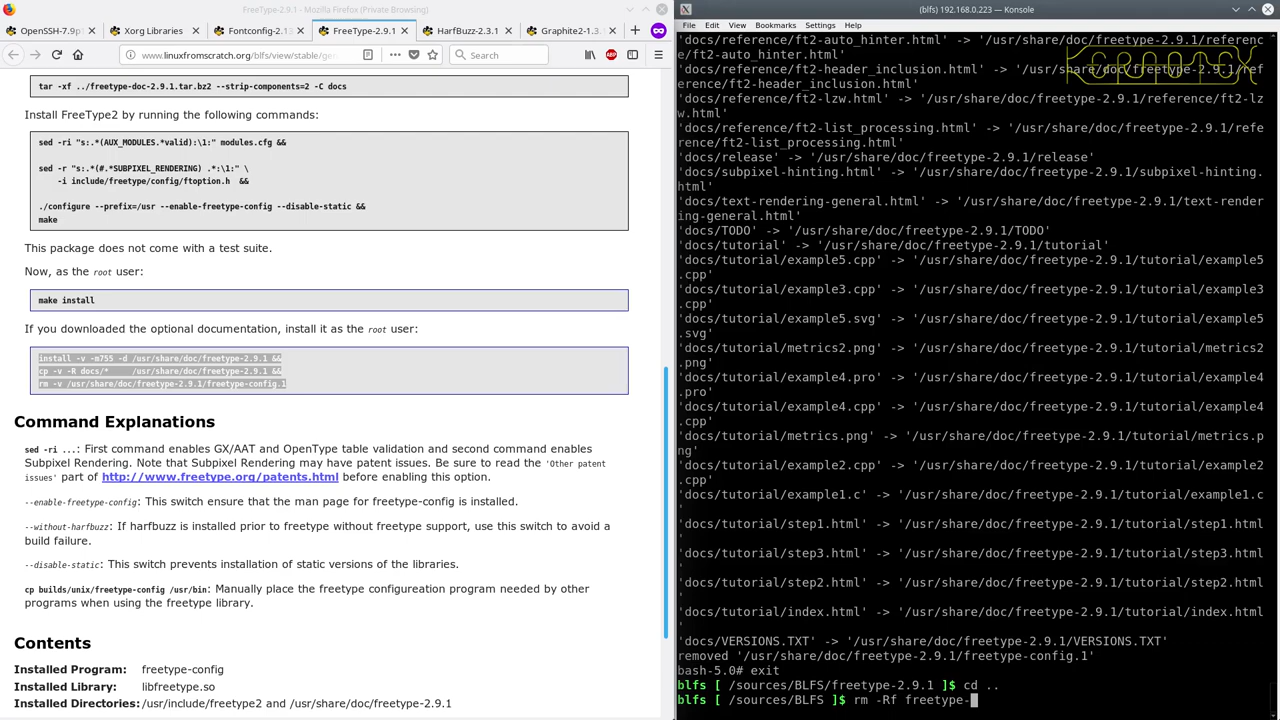 FreeType-2.9.1 - Mozilla Firefox (Private Browsing)
OpenSSH-7.9p
Xorg Libraries
Fontconfig-2.13
FreeType-2.9.1
HarfBuzz-2.3.1
Graphite2-1.3.
www.linuxfromscratch.org/blfs/view/stable/ge
tar -xf ../freetype-doc-2.9.1.tar.bz2 --strip-components=2 -C docs
Install FreeType2 by running the following commands:
sed -ri "s:.*(AUX_MODULES.*valid):\1:" modules.cfg &&
sed -r "s:.*(#.*SUBPIXEL_RENDERING) .*:\1:" \
-i include/freetype/config/ftoption.h &&
./configure --prefix=/usr --enable-freetype-config --disable-static &&
make
This package does not come with a test suite.
Now, as the root user:
make install
If you downloaded the optional documentation, install it as the root user:
install -v -m755 -d /usr/share/doc/freetype-2.9.1 &&
cp -v -R docs/* /usr/share/doc/freetype-2.9.1 &&
rm -v /usr/share/doc/freetype-2.9.1/freetype-config.1
Command Explanations
sed -ri ...: First command enables GX/AAT and OpenType table validation and second command enables
Subpixel Rendering. Note that Subpixel Rendering may have patent issues. Be sure to read the 'Other patent
issues' part of http://www.freetype.org/patents.html before enabling this option.
--enable-freetype-config: This switch ensure that the man page for freetype-config is installed.
--without-harfbuzz: If harfbuzz is installed prior to freetype without freetype support, use this switch to avoid a
build failure.
--disable-static: This switch prevents installation of static versions of the libraries.
cp builds/unix/freetype-config /usr/bin: Manually place the freetype configureation program needed by other
programs when using the freetype library.
Contents
Installed Program: freetype-config
Installed Library: libfreetype.so
Installed Directories: /usr/include/freetype2 and /usr/share/doc/freetype-2.9.1
(blfs) 192.168.0.223 — Konsole
File Edit View Bookmarks Settings Help
'docs/reference/ft2-auto_hinter.html' -> '/usr/share/doc/freetype-2.9.1/referenc
e/ft2-auto_hinter.html'
'docs/reference/ft2-header_inclusion.html' -> '/usr/share/doc/freetype-2.9.1/ref
erence/ft2-header_inclusion.html'
'docs/reference/ft2-lzw.html' -> '/usr/share/doc/freetype-2.9.1/reference/ft2-lz
w.html'
'docs/reference/ft2-list_processing.html' -> '/usr/share/doc/freetype-2.9.1/refe
rence/ft2-list_processing.html'
'docs/release' -> '/usr/share/doc/freetype-2.9.1/release'
'docs/subpixel-hinting.html' -> '/usr/share/doc/freetype-2.9.1/subpixel-hinting.
html'
'docs/text-rendering-general.html' -> '/usr/share/doc/freetype-2.9.1/text-render
ing-general.html'
'docs/TODO' -> '/usr/share/doc/freetype-2.9.1/TODO'
'docs/tutorial' -> '/usr/share/doc/freetype-2.9.1/tutorial'
'docs/tutorial/example5.cpp' -> '/usr/share/doc/freetype-2.9.1/tutorial/example5
.cpp'
'docs/tutorial/example3.cpp' -> '/usr/share/doc/freetype-2.9.1/tutorial/example3
.cpp'
'docs/tutorial/example5.svg' -> '/usr/share/doc/freetype-2.9.1/tutorial/example5
.svg'
'docs/tutorial/metrics2.png' -> '/usr/share/doc/freetype-2.9.1/tutorial/metrics2
.png'
'docs/tutorial/example4.pro' -> '/usr/share/doc/freetype-2.9.1/tutorial/example4
.pro'
'docs/tutorial/example4.cpp' -> '/usr/share/doc/freetype-2.9.1/tutorial/example4
.cpp'
'docs/tutorial/metrics.png' -> '/usr/share/doc/freetype-2.9.1/tutorial/metrics.p
ng'
'docs/tutorial/example2.cpp' -> '/usr/share/doc/freetype-2.9.1/tutorial/example2
.cpp'
'docs/tutorial/example1.c' -> '/usr/share/doc/freetype-2.9.1/tutorial/example1.c
'
'docs/tutorial/step1.html' -> '/usr/share/doc/freetype-2.9.1/tutorial/step1.html
'
'docs/tutorial/step3.html' -> '/usr/share/doc/freetype-2.9.1/tutorial/step3.html
'
'docs/tutorial/step2.html' -> '/usr/share/doc/freetype-2.9.1/tutorial/step2.html
'
'docs/tutorial/index.html' -> '/usr/share/doc/freetype-2.9.1/tutorial/index.html
'
'docs/VERSIONS.TXT' -> '/usr/share/doc/freetype-2.9.1/VERSIONS.TXT'
removed '/usr/share/doc/freetype-2.9.1/freetype-config.1'
bash-5.0# exit
blfs [ /sources/BLFS/freetype-2.9.1 ]$ cd ..
blfs [ /sources/BLFS ]$ rm -Rf freetype-